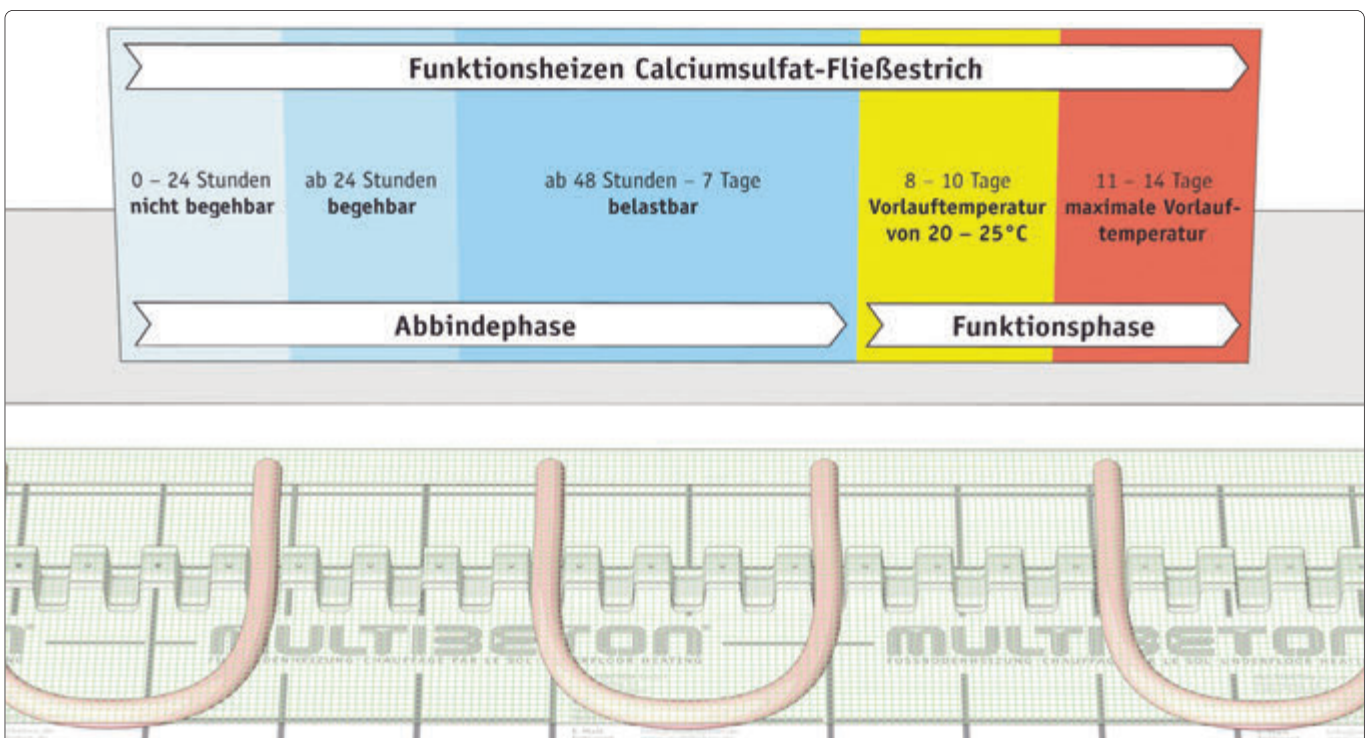 Funktionsheizen Calciumsulfat-Fließestrich
0 – 24 Stunden
nicht begehbar
ab 24 Stunden
begehbar
ab 48 Stunden – 7 Tage
belastbar
8 – 10 Tage
Vorlauftemperatur
von 20 – 25°C
11 – 14 Tage
maximale Vorlauf-
temperatur
Abbindephase
Funktionsphase
MULTIBETON®
MULTIBETON
FUSSBODENHEIZUNG CHAUFFAGE PAR LE SOL UNDERFLOOR HEATING